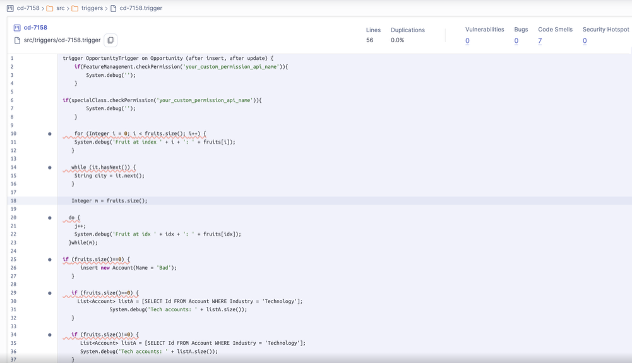 cd-7158 > src > triggers > cd-7158.trigger
cd-7158
src/triggers/cd-7158.trigger
Lines
56
Duplications
0.0%
Vulnerabilities
0
Bugs
0
Code Smells
7
Security Hotspot
0
1 trigger OpportunityTrigger on Opportunity (after insert, after update) {
2 if(FeatureManagement.checkPermission('your_custom_permission_api_name')){
3 System.debug('');
4 }
5
6 if(specialClass.checkPermission('your_custom_permission_api_name')){
7 System.debug('');
8 }
9
10 for (Integer i = 0; i < fruits.size(); i++) {
11 System.debug('Fruit at index ' + i + ': ' + fruits[i]);
12 }
13
14 while (it.hasNext()) {
15 String city = it.next();
16 }
17
18 Integer n = fruits.size();
19
20 do {
21 j++;
22 System.debug('Fruit at idx ' + idx + ': ' + fruits[idx]);
23 }while(n);
24
25 if (fruits.size()==0) {
26 insert new Account(Name = 'Bad');
27 }
28
29 if (fruits.size()==0) {
30 List<Account> listA = [SELECT Id FROM Account WHERE Industry = 'Technology'];
31 System.debug('Tech accounts: ' + listA.size());
32 }
33
34 if (fruits.size()!=0) {
35 List<Account> listA = [SELECT Id FROM Account WHERE Industry = 'Technology'];
36 System.debug('Tech accounts: ' + listA.size());
37 }